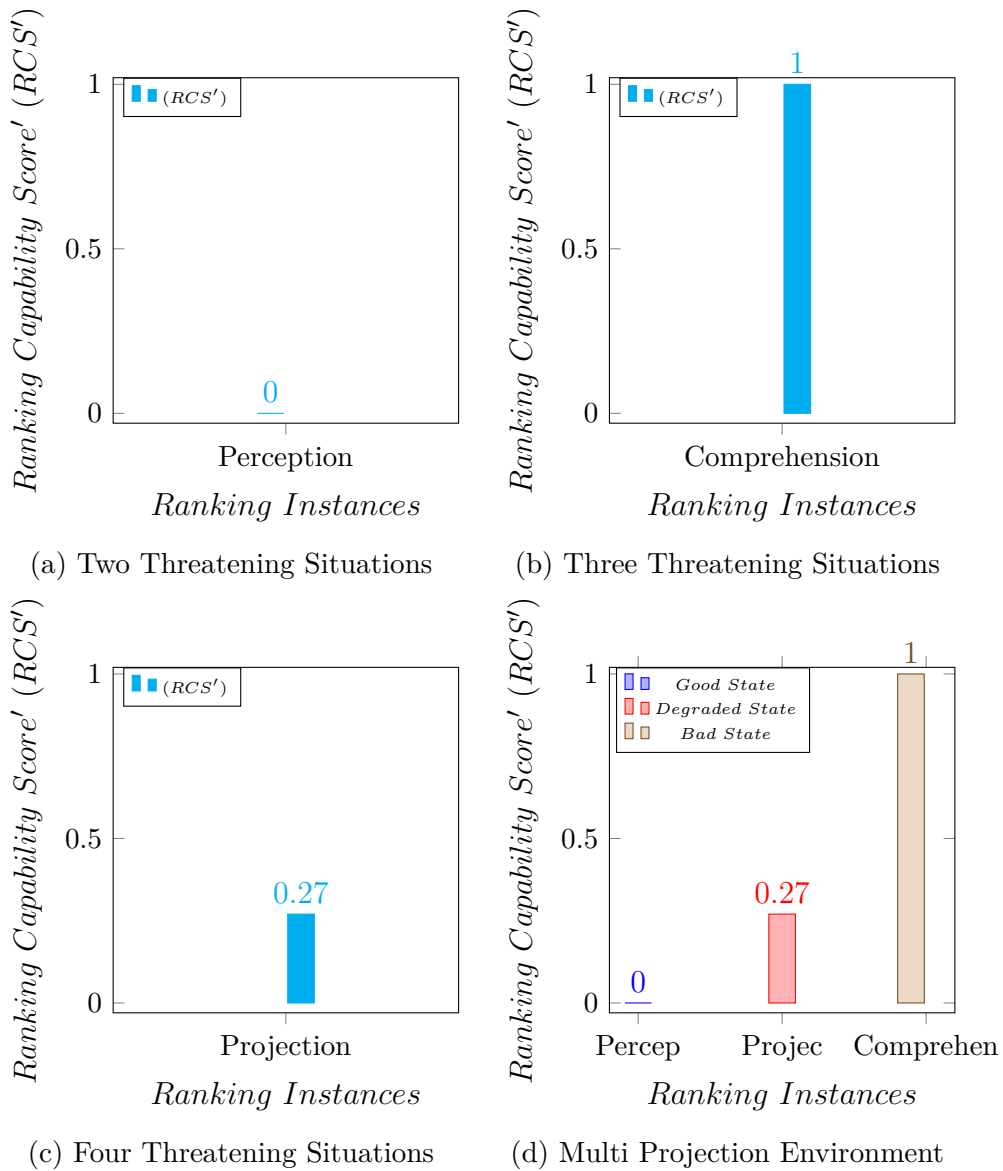 Ranking Capability Score′ (RCS′)
1
0.5
0
(RCS′)
0
Perception
Ranking Instances
(a) Two Threatening Situations
Ranking Capability Score′ (RCS′)
1
0.5
0
(RCS′)
1
Comprehension
Ranking Instances
(b) Three Threatening Situations
Ranking Capability Score′ (RCS′)
1
0.5
0
(RCS′)
0.27
Projection
Ranking Instances
(c) Four Threatening Situations
Ranking Capability Score′ (RCS′)
1
0.5
0
Good State
Degraded State
Bad State
0
0.27
1
Percep
Projec
Comprehen
Ranking Instances
(d) Multi Projection Environment